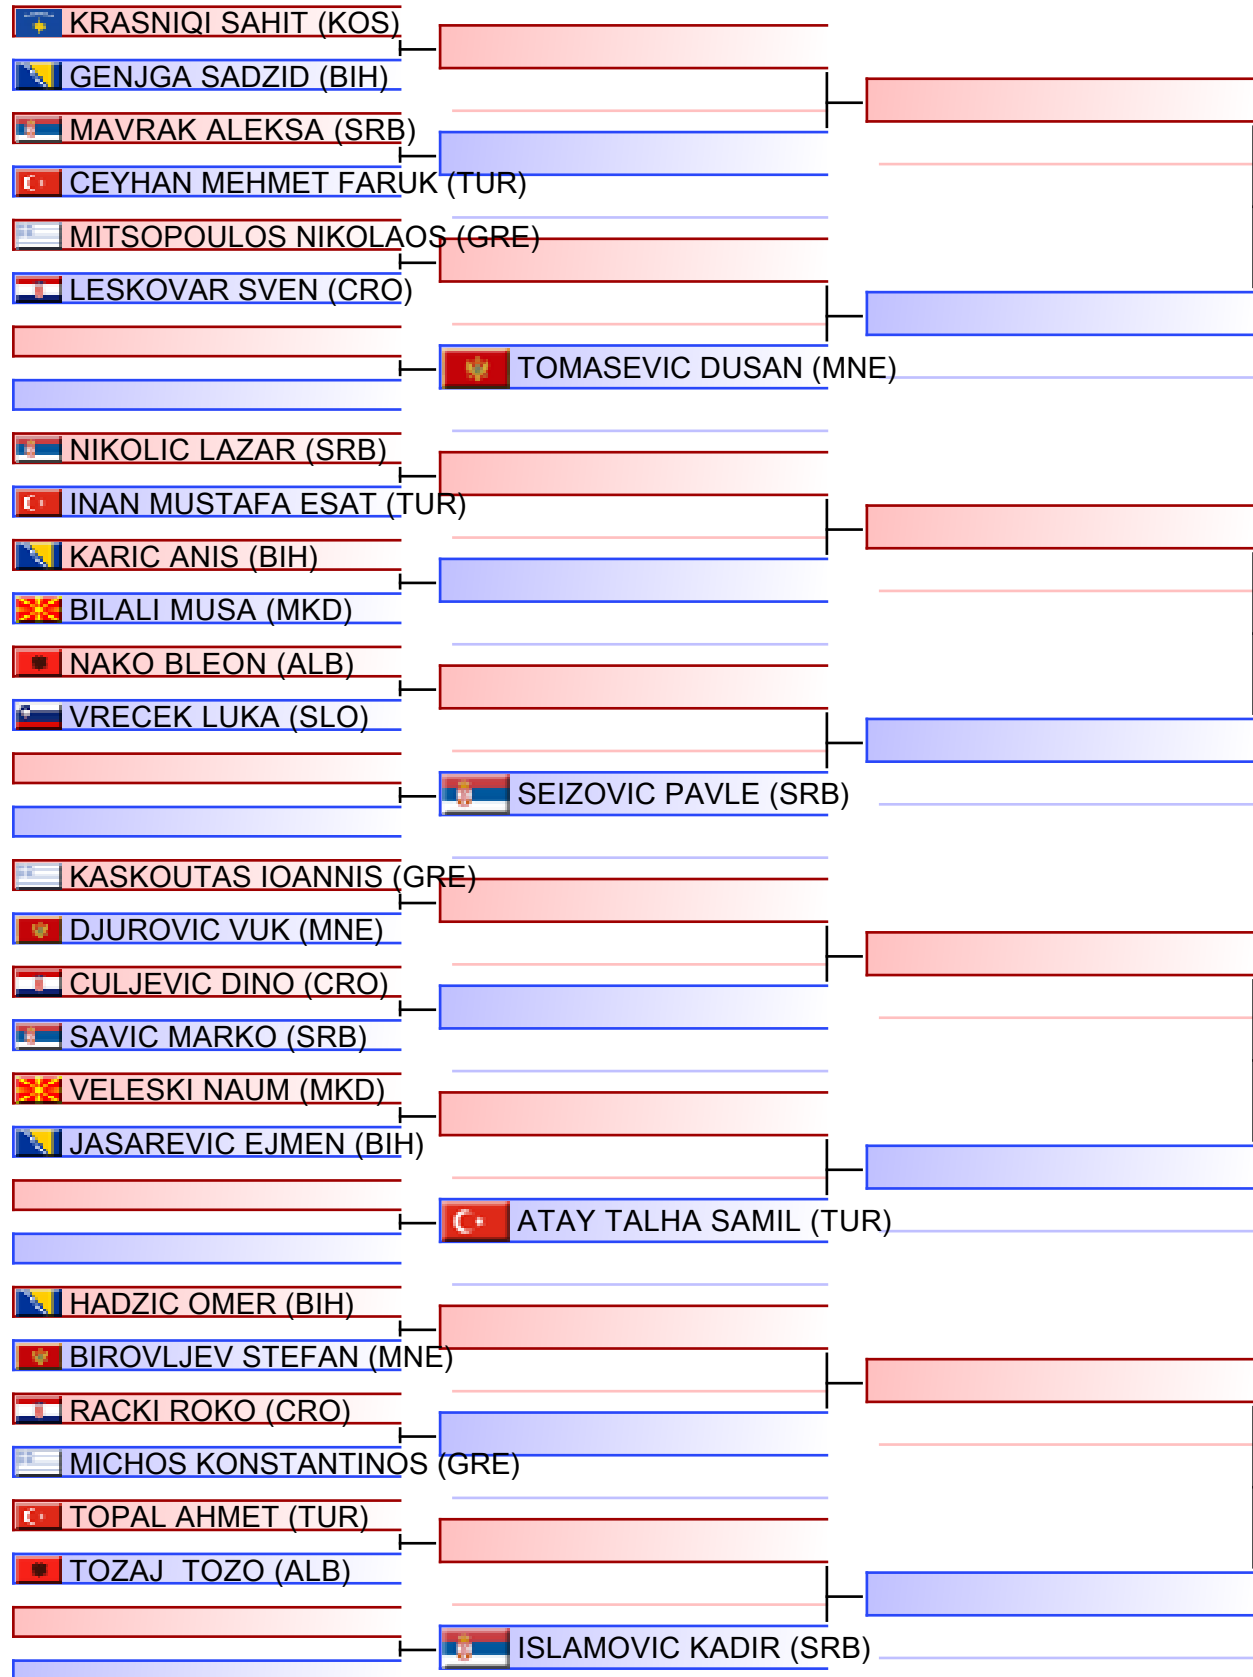 KRASNIQI SAHIT (KOS)
GENJGA SADZID (BIH)
MAVRAK ALEKSA (SRB)
CEYHAN MEHMET FARUK (TUR)
MITSOPOULOS NIKOLAOS (GRE)
LESKOVAR SVEN (CRO)
TOMASEVIC DUSAN (MNE)
NIKOLIC LAZAR (SRB)
INAN MUSTAFA ESAT (TUR)
KARIC ANIS (BIH)
BILALI MUSA (MKD)
NAKO BLEON (ALB)
VRECEK LUKA (SLO)
SEIZOVIC PAVLE (SRB)
KASKOUTAS IOANNIS (GRE)
DJUROVIC VUK (MNE)
CULJEVIC DINO (CRO)
SAVIC MARKO (SRB)
VELESKI NAUM (MKD)
JASAREVIC EJMEN (BIH)
ATAY TALHA SAMIL (TUR)
HADZIC OMER (BIH)
BIROVLJEV STEFAN (MNE)
RACKI ROKO (CRO)
MICHOS KONSTANTINOS (GRE)
TOPAL AHMET (TUR)
TOZAJ  TOZO (ALB)
ISLAMOVIC KADIR (SRB)